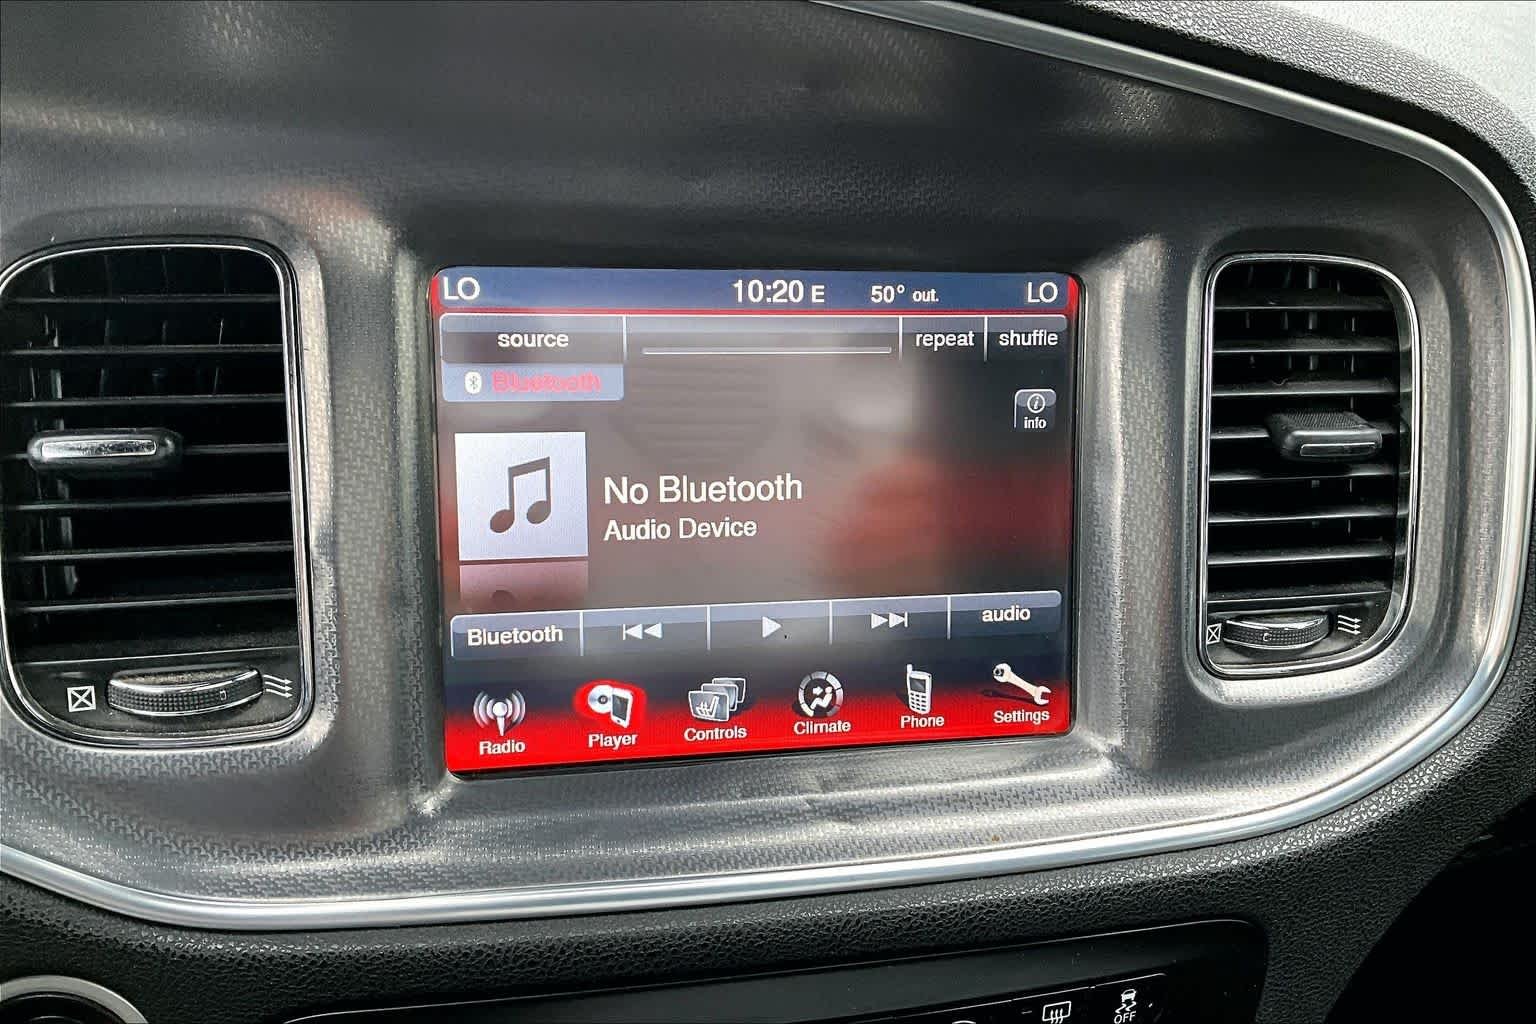 LO 10:20 E 50° out. LO
source repeat shuffle
Bluetooth
info
No Bluetooth
Audio Device
Bluetooth audio
Radio Player Controls Climate Phone Settings
OFF